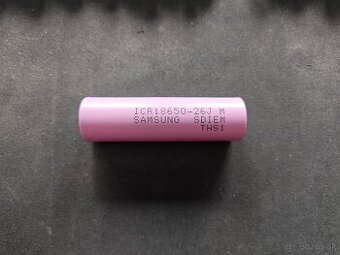 ICR18650-26J M
SAMSUNG SDIEM
THS1